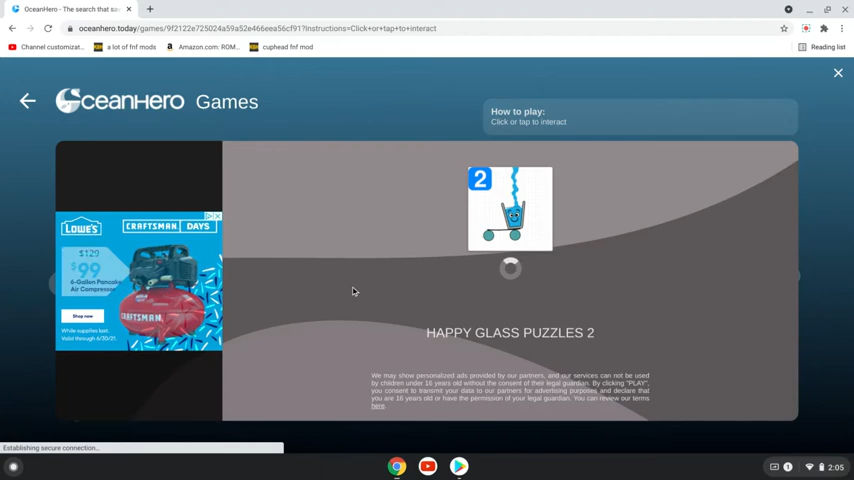 OceanHero - The search that sa
oceanhero.today/games/9f2122e725024a59a52e466eea56cf91?Instructions=Click+or+tap+to+interact
Channel customizat...
a lot of fnf mods
Amazon.com: ROM...
cuphead fnf mod
Reading list
OceanHero Games
How to play:
Click or tap to interact
2
LOWE'S
CRAFTSMAN DAYS
$129
$99
6-Gallon Pancake
Air Compressor
Shop now
While supplies last.
Valid through 6/30/21.
CRAFTSMAN
HAPPY GLASS PUZZLES 2
We may show personalized ads provided by our partners, and our services can not be used
by children under 16 years old without the consent of their legal guardian. By clicking "PLAY",
you consent to transmit your data to our partners for advertising purposes and declare that
you are 16 years old or have the permission of your legal guardian. You can review our terms
here.
Establishing secure connection...
1
2:05